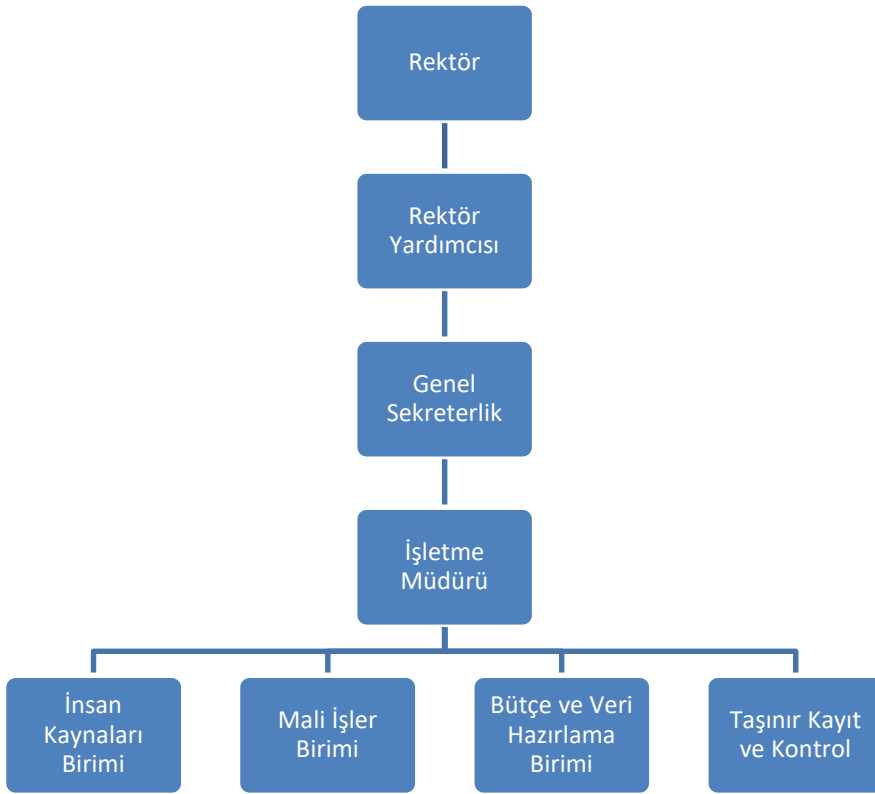 Rektör
Rektör
Yardımcısı
Genel
Sekreterlik
İşletme
Müdürü
İnsan
Kaynaları
Birimi
Mali İşler
Birimi
Bütçe ve Veri
Hazırlama
Birimi
Taşınır Kayıt
ve Kontrol